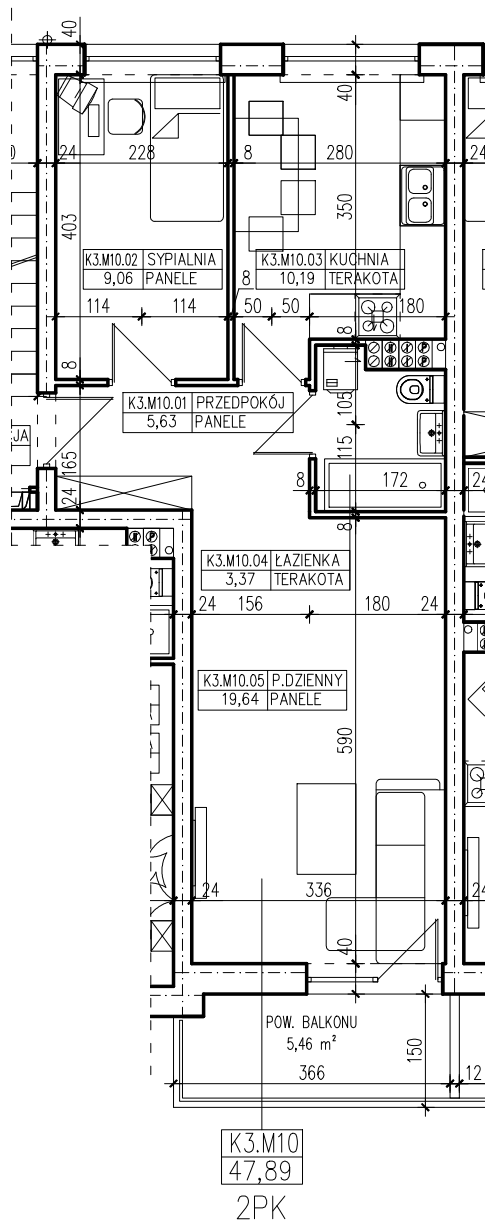 40
40
0 24 228 8 280 24
403
350
K3.M10.02 SYPIALNIA
9,06 PANELE
K3.M10.03 KUCHNIA
10,19 TERAKOTA
8
114 114 50 50 180
8
8
K3.M10.01 PRZEDPOKÓJ
5,63 PANELE
105
JA
165
115
8 172 24
24
8
K3.M10.04 ŁAZIENKA
3,37 TERAKOTA
24 156 180 24
K3.M10.05 P.DZIENNY
19,64 PANELE
590
24 336 24
40
POW. BALKONU
5,46 m²
150
366 12
K3.M10
47,89
2PK